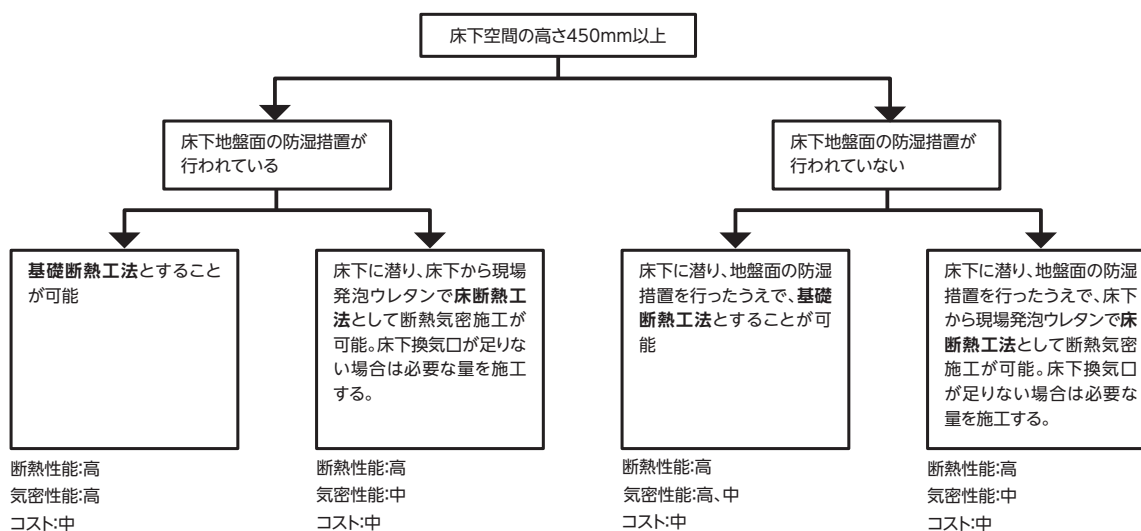 床下空間の高さ450mm以上
床下地盤面の防湿措置が
行われている
床下地盤面の防湿措置が
行われていない
基礎断熱工法とすること
が可能
床下に潜り、床下から現場
発泡ウレタンで床断熱工
法として断熱気密施工が
可能。床下換気口が足りな
い場合は必要な量を施工
する。
床下に潜り、地盤面の防湿
措置を行ったうえで、基礎
断熱工法とすることが可
能
床下に潜り、地盤面の防湿
措置を行ったうえで、床下
から現場発泡ウレタンで床
断熱工法として断熱気密
施工が可能。床下換気口
が足りない場合は必要な
量を施工する。
断熱性能:高
気密性能:高
コスト:中
断熱性能:高
気密性能:中
コスト:中
断熱性能:高
気密性能:高、中
コスト:中
断熱性能:高
気密性能:中
コスト:中